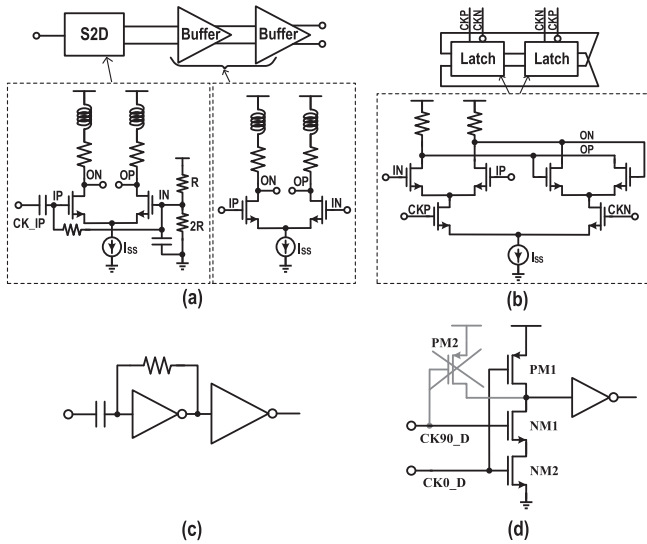 S2D
Buffer
Buffer
CKP
CKN
CKN
CKP
Latch
Latch
ON
OP
IP
IN
R
2R
CK_IP
ISS
ON
OP
IP
IN
ISS
ON
OP
IN
IP
CKP
CKN
ISS
(a)
(b)
PM2
PM1
NM1
CK90_D
NM2
CK0_D
(c)
(d)